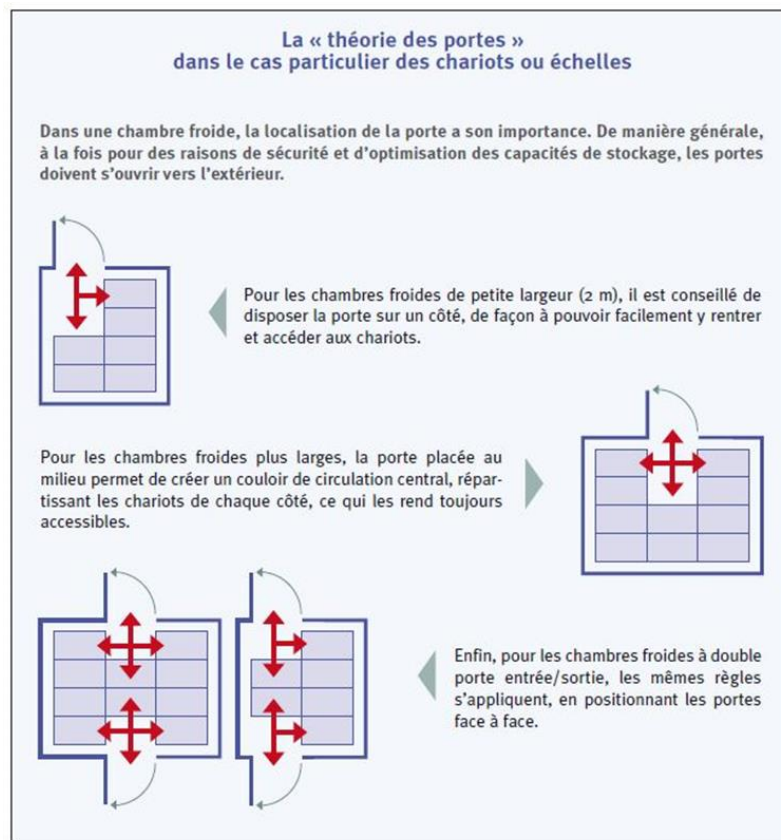 La « théorie des portes »
dans le cas particulier des chariots ou échelles
Dans une chambre froide, la localisation de la porte a son importance. De manière générale,
à la fois pour des raisons de sécurité et d'optimisation des capacités de stockage, les portes
doivent s'ouvrir vers l'extérieur.
Pour les chambres froides de petite largeur (2 m), il est conseillé de
disposer la porte sur un côté, de façon à pouvoir facilement y rentrer
et accéder aux chariots.
Pour les chambres froides plus larges, la porte placée au
milieu permet de créer un couloir de circulation central, répar-
tissant les chariots de chaque côté, ce qui les rend toujours
accessibles.
Enfin, pour les chambres froides à double
porte entrée/sortie, les mêmes règles
s'appliquent, en positionnant les portes
face à face.